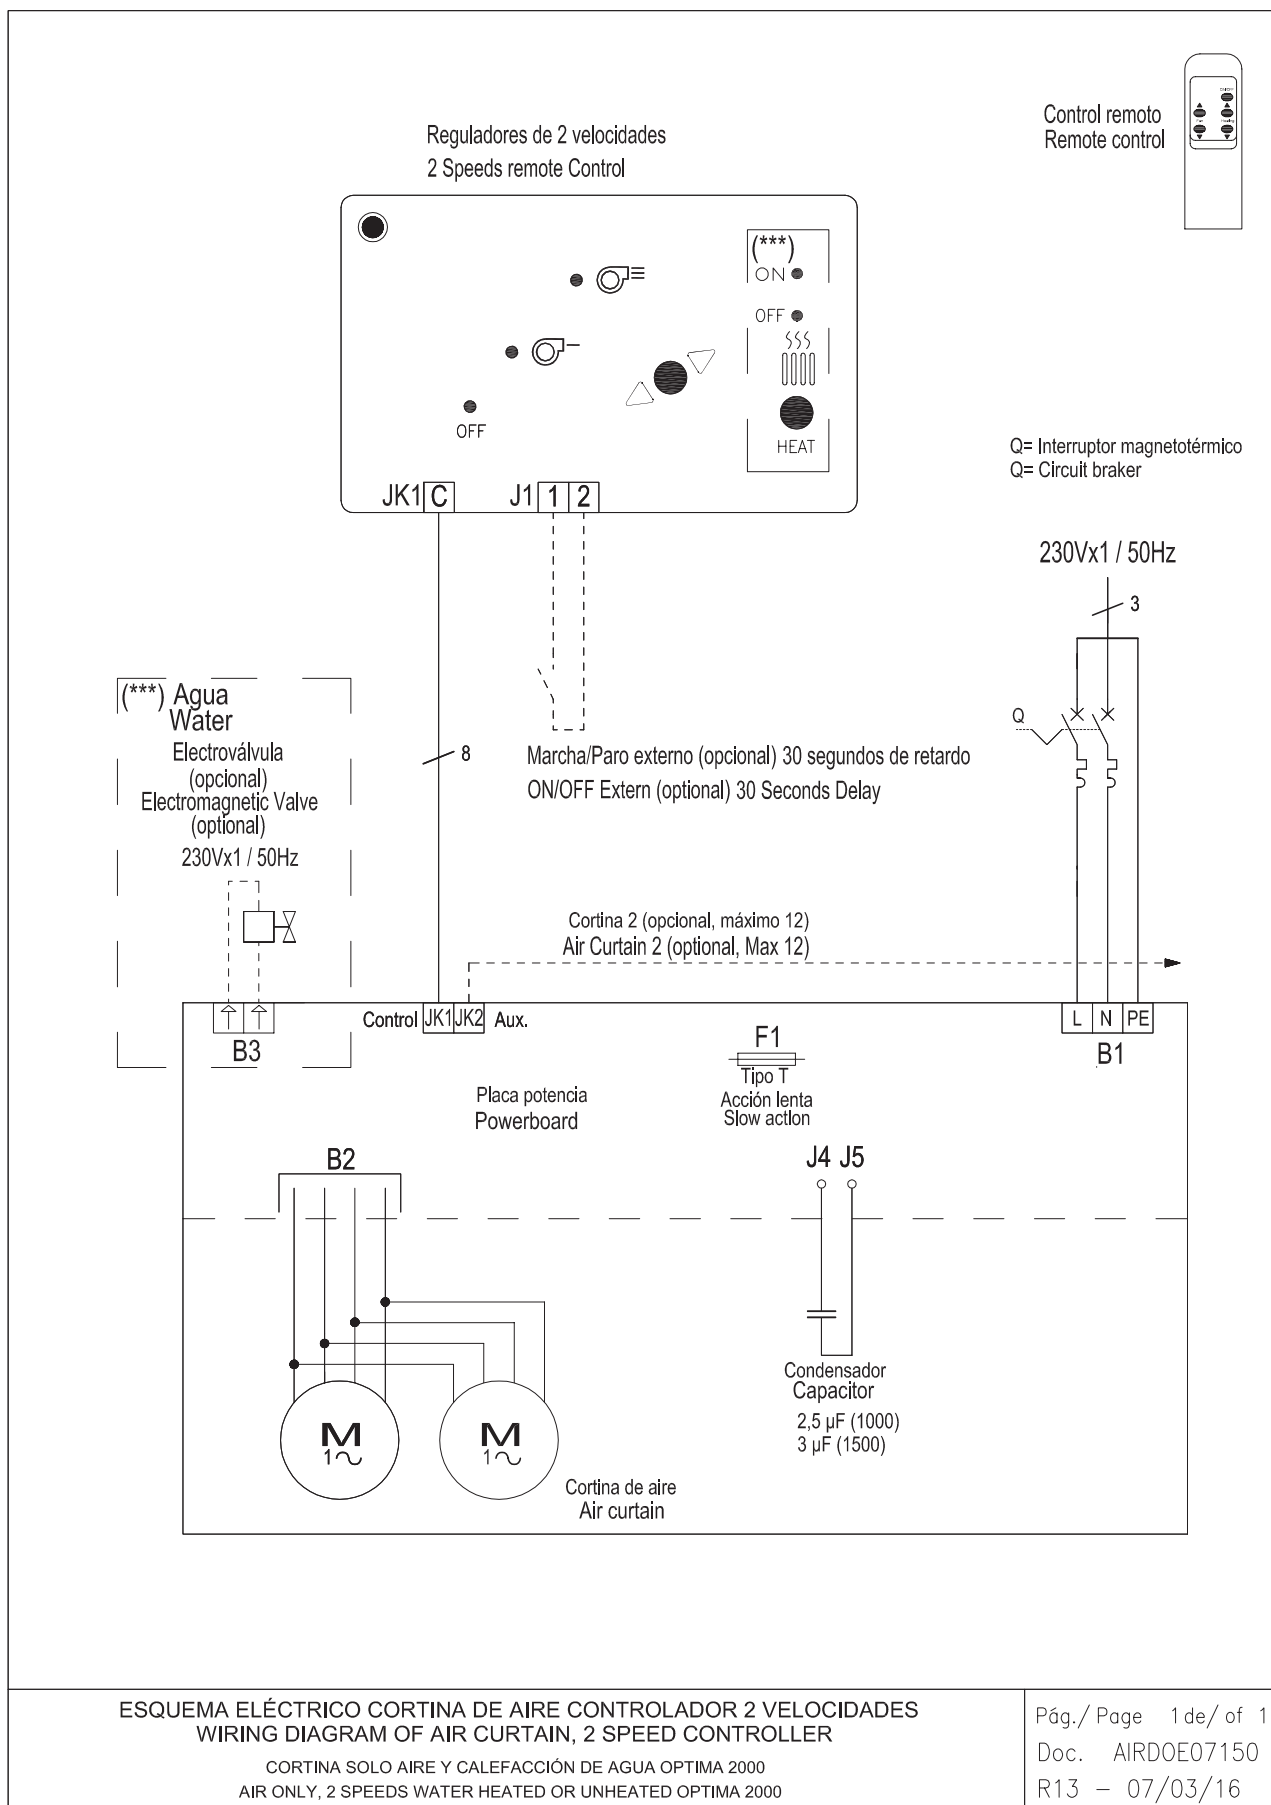 Control remoto
Remote control
ON/OFF
Fan
Heating
Reguladores de 2 velocidades
2 Speeds remote Control
(***)
ON
OFF
OFF
HEAT
JK1 C
J1 1 2
Q= Interruptor magnetotérmico
Q= Circuit braker
230Vx1 / 50Hz
3
Q
8
Marcha/Paro externo (opcional) 30 segundos de retardo
ON/OFF Extern (optional) 30 Seconds Delay
(***) Agua
Water
Electroválvula
(opcional)
Electromagnetic Valve
(optional)
230Vx1 / 50Hz
Cortina 2 (opcional, máximo 12)
Air Curtain 2 (optional, Max 12)
B3
Control JK1 JK2 Aux.
L N PE
B1
F1
Tipo T
Acción lenta
Slow action
Placa potencia
Powerboard
B2
J4 J5
Condensador
Capacitor
2,5 µF (1000)
3 µF (1500)
M
1~
M
1~
Cortina de aire
Air curtain
ESQUEMA ELÉCTRICO CORTINA DE AIRE CONTROLADOR 2 VELOCIDADES
WIRING DIAGRAM OF AIR CURTAIN, 2 SPEED CONTROLLER
CORTINA SOLO AIRE Y CALEFACCIÓN DE AGUA OPTIMA 2000
AIR ONLY, 2 SPEEDS WATER HEATED OR UNHEATED OPTIMA 2000
Pág./ Page 1 de/ of 1
Doc. AIRDOE07150
R13 – 07/03/16